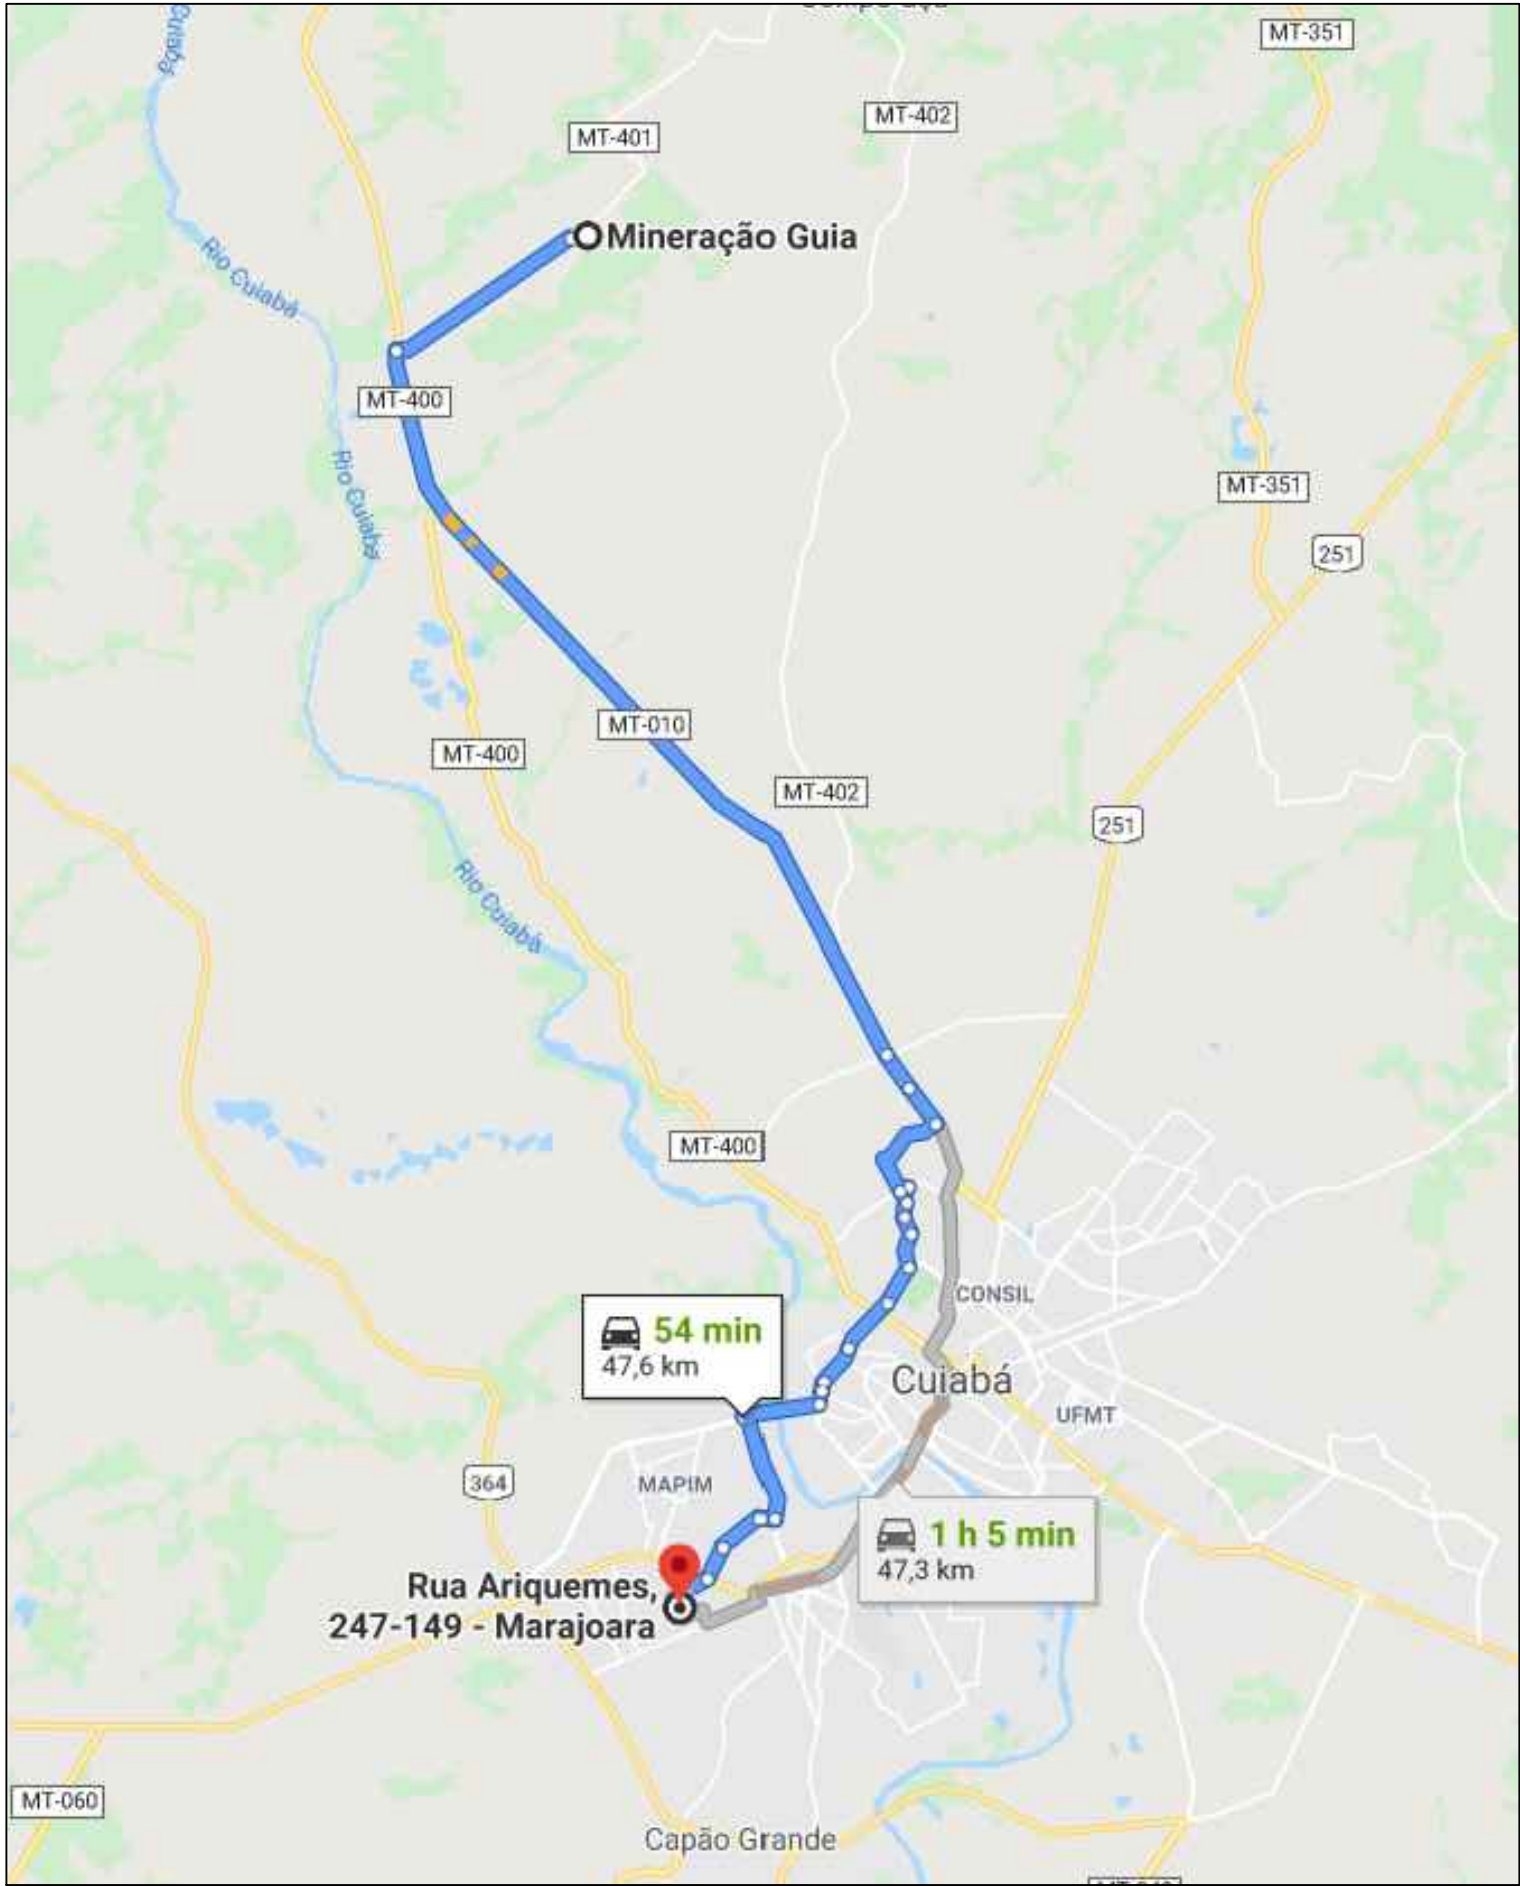 Cuiabá
MT-351
MT-402
MT-401
Mineração Guia
Rio Cuiabá
MT-400
Rio Cuiabá
MT-351
251
MT-010
MT-400
MT-402
251
Rio Cuiabá
MT-400
CONSIL
54 min
47,6 km
Cuiabá
UFMT
364
MAPIM
1 h 5 min
47,3 km
Rua Ariquemes,
247-149 - Marajoara
MT-060
Capão Grande